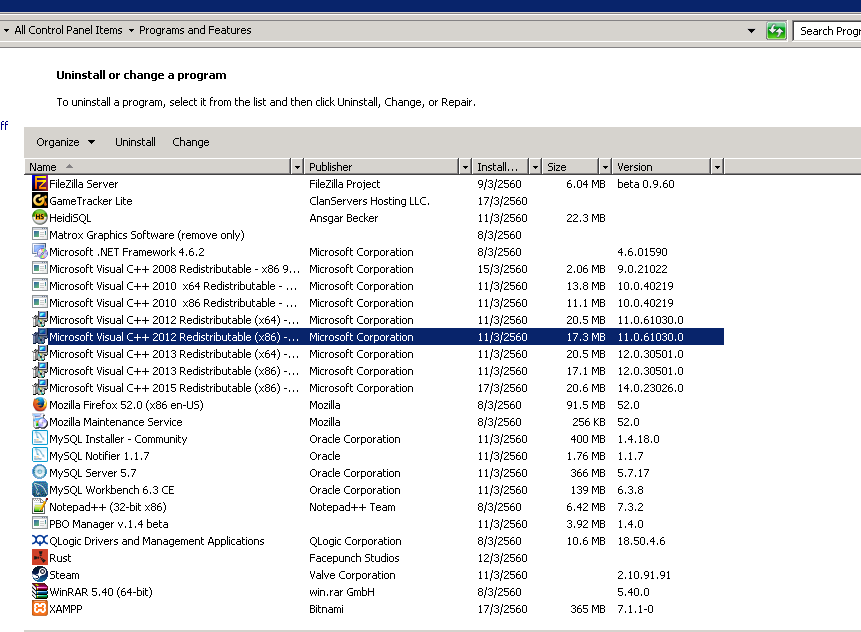 All Control Panel Items Programs and Features Search Progr
Uninstall or change a program
To uninstall a program, select it from the list and then click Uninstall, Change, or Repair.
ff
Organize Uninstall Change
Name Publisher Install... Size Version
FileZilla Server FileZilla Project 9/3/2560 6.04 MB beta 0.9.60
GameTracker Lite ClanServers Hosting LLC. 17/3/2560
HeidiSQL Ansgar Becker 11/3/2560 22.3 MB
Matrox Graphics Software (remove only) 8/3/2560
Microsoft .NET Framework 4.6.2 Microsoft Corporation 8/3/2560 4.6.01590
Microsoft Visual C++ 2008 Redistributable - x86 9... Microsoft Corporation 15/3/2560 2.06 MB 9.0.21022
Microsoft Visual C++ 2010 x64 Redistributable - ... Microsoft Corporation 11/3/2560 13.8 MB 10.0.40219
Microsoft Visual C++ 2010 x86 Redistributable - ... Microsoft Corporation 11/3/2560 11.1 MB 10.0.40219
Microsoft Visual C++ 2012 Redistributable (x64) -... Microsoft Corporation 11/3/2560 20.5 MB 11.0.61030.0
Microsoft Visual C++ 2012 Redistributable (x86) -... Microsoft Corporation 11/3/2560 17.3 MB 11.0.61030.0
Microsoft Visual C++ 2013 Redistributable (x64) -... Microsoft Corporation 11/3/2560 20.5 MB 12.0.30501.0
Microsoft Visual C++ 2013 Redistributable (x86) -... Microsoft Corporation 11/3/2560 17.1 MB 12.0.30501.0
Microsoft Visual C++ 2015 Redistributable (x86) -... Microsoft Corporation 17/3/2560 20.6 MB 14.0.23026.0
Mozilla Firefox 52.0 (x86 en-US) Mozilla 8/3/2560 91.5 MB 52.0
Mozilla Maintenance Service Mozilla 8/3/2560 256 KB 52.0
MySQL Installer - Community Oracle Corporation 11/3/2560 400 MB 1.4.18.0
MySQL Notifier 1.1.7 Oracle 11/3/2560 1.76 MB 1.1.7
MySQL Server 5.7 Oracle Corporation 11/3/2560 366 MB 5.7.17
MySQL Workbench 6.3 CE Oracle Corporation 11/3/2560 139 MB 6.3.8
Notepad++ (32-bit x86) Notepad++ Team 8/3/2560 6.42 MB 7.3.2
PBO Manager v.1.4 beta 11/3/2560 3.92 MB 1.4.0
QLogic Drivers and Management Applications QLogic Corporation 8/3/2560 10.6 MB 18.50.4.6
Rust Facepunch Studios 12/3/2560
Steam Valve Corporation 11/3/2560 2.10.91.91
WinRAR 5.40 (64-bit) win.rar GmbH 8/3/2560 5.40.0
XAMPP Bitnami 17/3/2560 365 MB 7.1.1-0